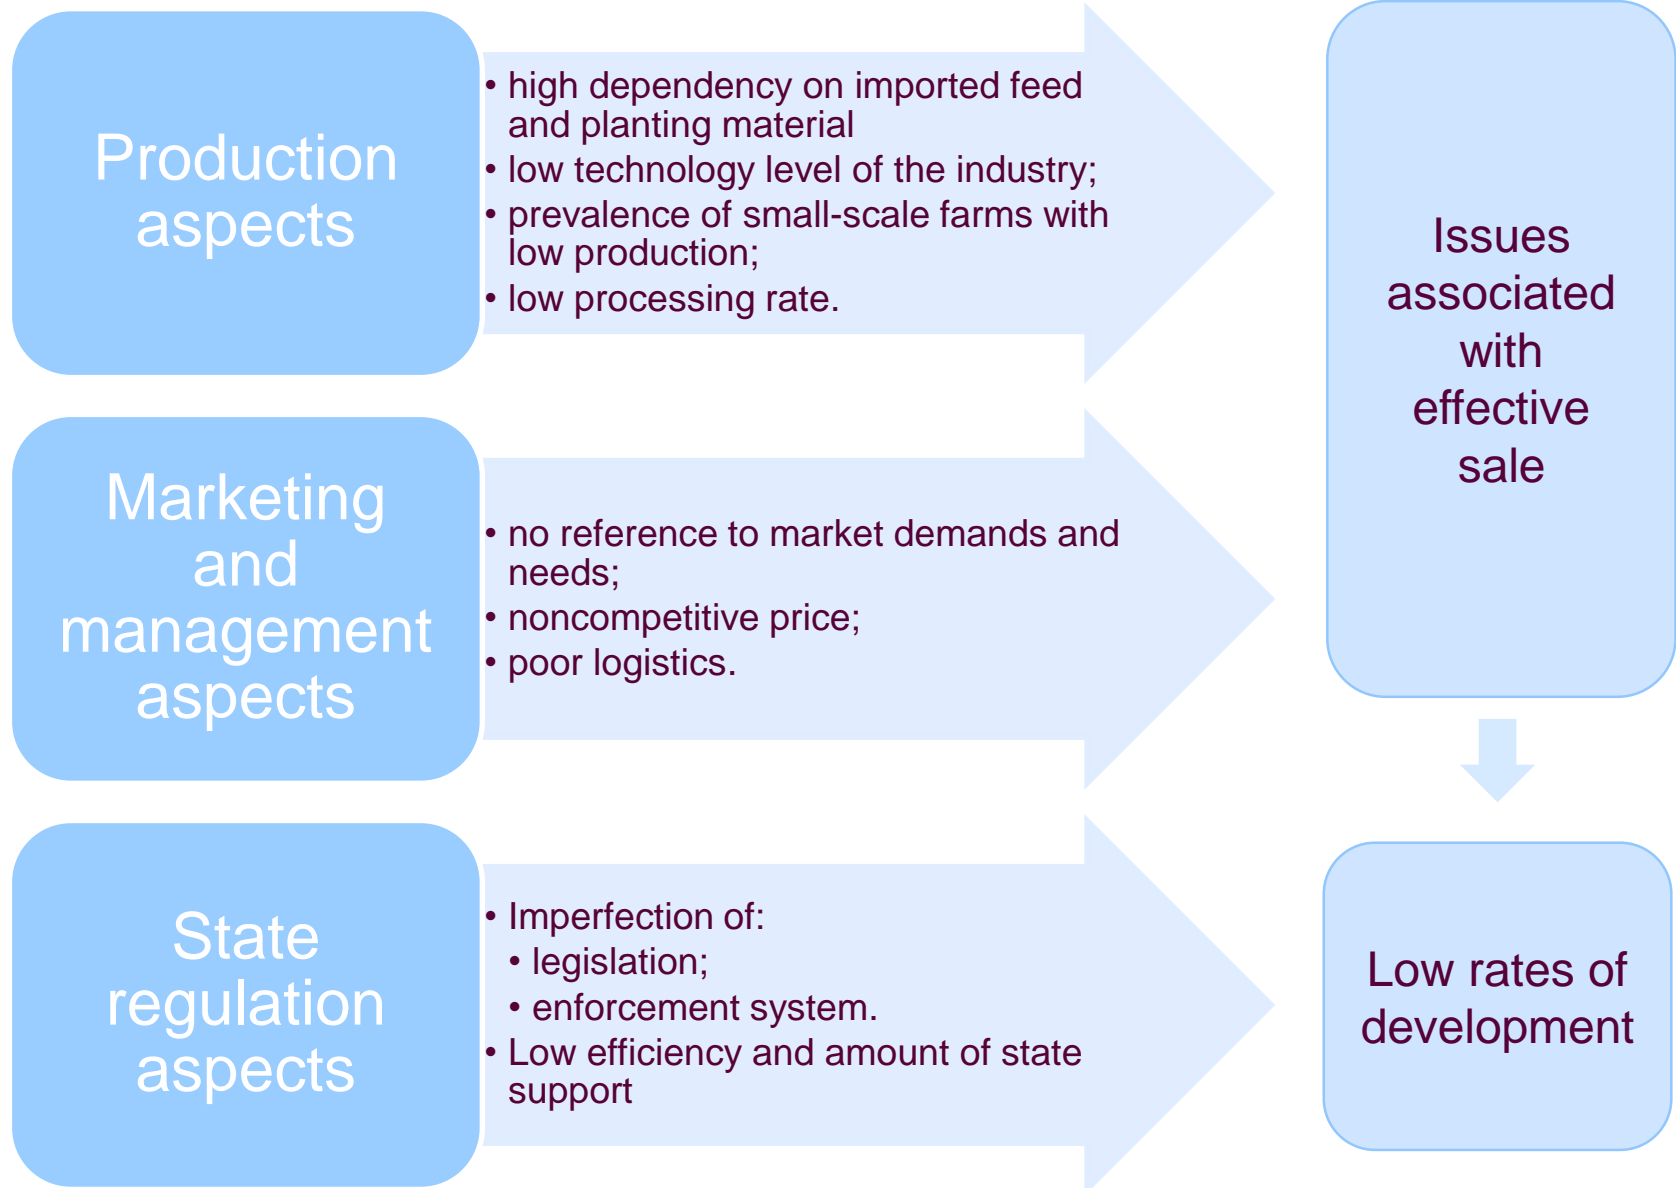 Production
aspects
• high dependency on imported feed
and planting material
• low technology level of the industry;
• prevalence of small-scale farms with
low production;
• low processing rate.
Marketing
and
management
aspects
• no reference to market demands and
needs;
• noncompetitive price;
• poor logistics.
State
regulation
aspects
• Imperfection of:
• legislation;
• enforcement system.
• Low efficiency and amount of state
support
Issues
associated
with
effective
sale
Low rates of
development